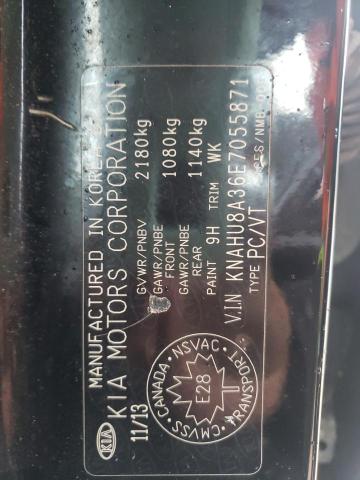 MANUFACTURED IN KOREA
KIA KIA MOTORS CORPORATION
11/13
GVWR/PNBV 2180kg
GAWR/PNBE FRONT 1080kg
GAWR/PNBE REAR 1140kg
PAINT 9H TRIM WK
V.I.N KNAHU8A36E7055871
TYPE PC/VT
CANADA · NSVAC · TRANSPORT · CMVSS
E28